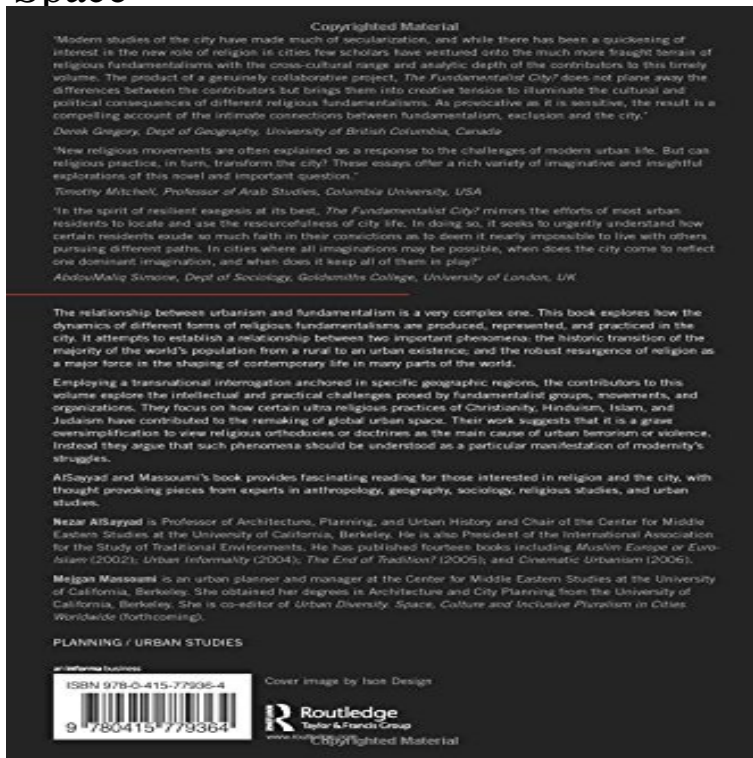 Space
Copyrighted Material
"Modern studies of the city have made much of secularization, and while there has been a quickening of
interest in the new role of religion in cities few scholars have ventured onto the much more fraught terrain of
religious fundamentalisms with the cross-cultural range and analytic depth of the contributors to this timely
volume. The product of a genuinely collaborative project, The Fundamentalist City? does not plane away the
differences between the contributors but brings them into creative tension to illuminate the cultural and
political consequences of different religious fundamentalisms. As provocative as it is sensitive, the result is a
compelling account of the intimate connections between fundamentalism, exclusion and the city."
Derek Gregory, Dept of Geography, University of British Columbia, Canada
"New religious movements are often explained as a response to the challenges of modern urban life. But can
religious practice, in turn, transform the city? These essays offer a rich variety of imaginative and insightful
explorations of this novel and important question."
Timothy Mitchell, Professor of Arab Studies, Columbia University, USA
"In the spirit of resilient exegesis at its best, The Fundamentalist City? mirrors the efforts of most urban
residents to locate and use the resourcefulness of city life. In doing so, it seeks to urgently understand how
certain residents exude so much faith in their convictions as to deem it nearly impossible to live with others
pursuing different paths. In cities where all imaginations may be possible, when does the city come to reflect
one dominant imagination, and when does it keep all of them in play?"
AbdouMaliq Simone, Dept of Sociology, Goldsmiths College, University of London, UK
The relationship between urbanism and fundamentalism is a very complex one. This book explores how the
dynamics of different forms of religious fundamentalisms are produced, represented, and practiced in the
city. It attempts to establish a relationship between two important phenomena: the historic transition of the
majority of the world's population from a rural to an urban existence; and the robust resurgence of religion as
a major force in the shaping of contemporary life in many parts of the world.
Employing a transnational interrogation anchored in specific geographic regions, the contributors to this
volume explore the intellectual and practical challenges posed by fundamentalist groups, movements, and
organizations. They focus on how certain ultra religious practices of Christianity, Hinduism, Islam, and
Judaism have contributed to the remaking of global urban space. Their work suggests that it is a grave
oversimplification to view religious orthodoxies or doctrines as the main cause of urban terrorism or violence.
Instead they argue that such phenomena should be understood as a particular manifestation of modernity's
struggles.
AlSayyad and Massoumi's book provides fascinating reading for those interested in religion and the city, with
thought provoking pieces from experts in anthropology, geography, sociology, religious studies, and urban
studies.
Nezar AlSayyad is Professor of Architecture, Planning, and Urban History and Chair of the Center for Middle
Eastern Studies at the University of California, Berkeley. He is also President of the International Association
for the Study of Traditional Environments. He has published fourteen books including Muslim Europe or Euro-
Islam (2002); Urban Informality (2004); The End of Tradition? (2005); and Cinematic Urbanism (2006).
Mejgan Massoumi is an urban planner and manager at the Center for Middle Eastern Studies at the University
of California, Berkeley. She obtained her degrees in Architecture and City Planning from the University of
California, Berkeley. She is co-editor of Urban Diversity. Space, Culture and Inclusive Pluralism in Cities
Worldwide (forthcoming).
PLANNING / URBAN STUDIES
an informa business
ISBN 978-0-415-77936-4
9 780415 779364
Cover image by Ison Design
Routledge
Taylor & Francis Group
Copyrighted Material